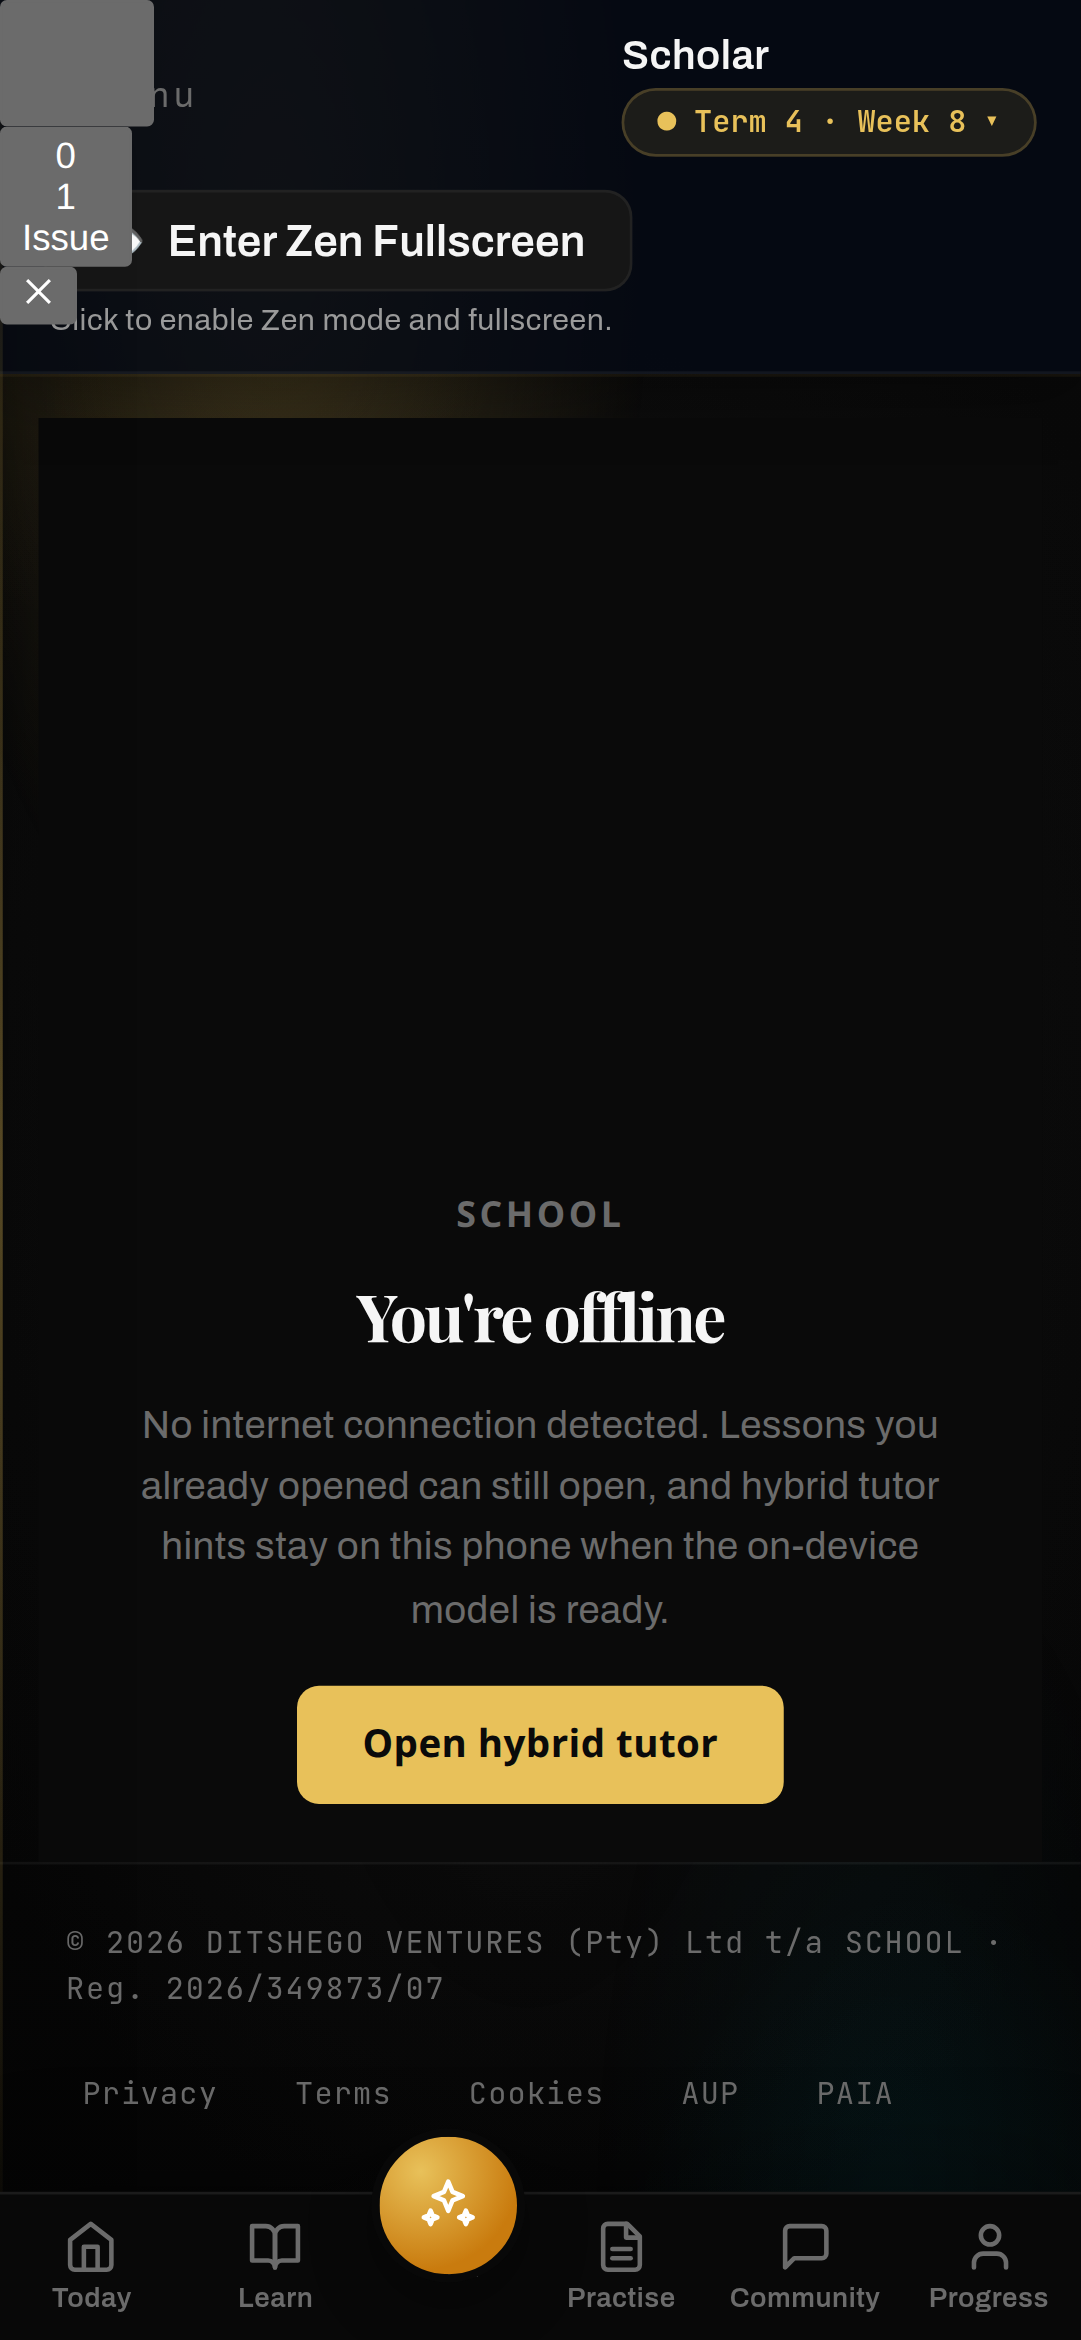 Scholar
Term 4 · Week 8 ▾
0
1
Issue
Enter Zen Fullscreen
to enable Zen mode and fullscreen.
SCHOOL
You're offline
No internet connection detected. Lessons you
already opened can still open, and hybrid tutor
hints stay on this phone when the on-device
model is ready.
Open hybrid tutor
© 2026 DITSHEGO VENTURES (Pty) Ltd t/a SCHOOL ·
Reg. 2026/349873/07
Privacy Terms Cookies AUP PAIA
Today Learn Practise Community Progress